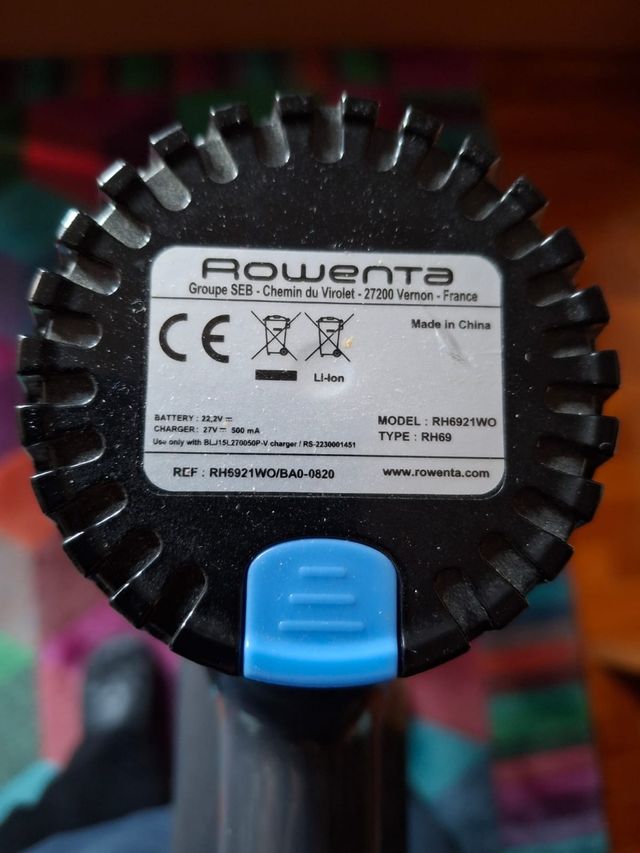 Rowenta
Groupe SEB - Chemin du Virolet - 27200 Vernon - France
CE
Made in China
Li-Ion
BATTERY : 22,2V ⎓
CHARGER : 27V ⎓ 500 mA
Use only with BLJ15L270050P-V charger / RS-2230001451
MODEL : RH6921WO
TYPE : RH69
REF : RH6921WO/BA0-0820
www.rowenta.com